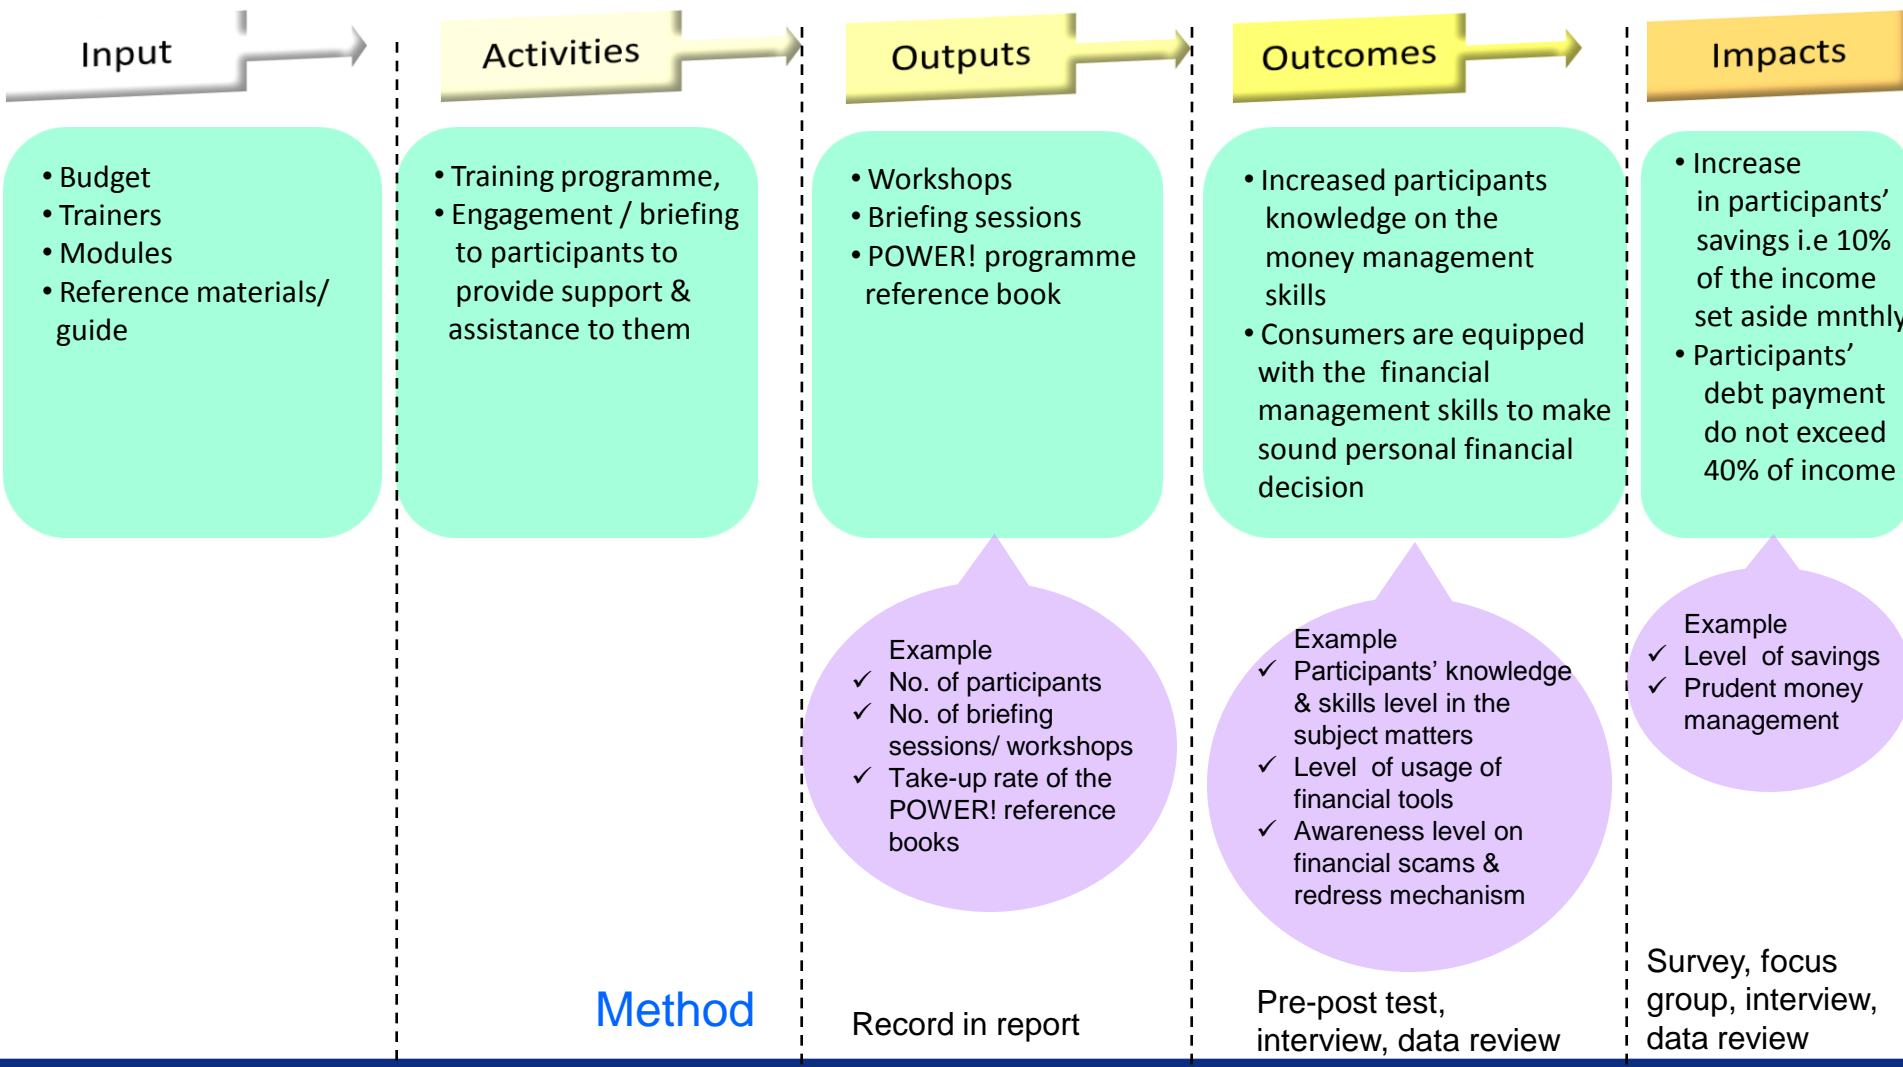 Input
Activities
Outputs
Outcomes
Impacts
• Budget
• Trainers
• Modules
• Reference materials/
guide
• Training programme,
• Engagement / briefing
to participants to
provide support &
assistance to them
• Workshops
• Briefing sessions
• POWER! programme
reference book
• Increased participants
knowledge on the
money management
skills
• Consumers are equipped
with the financial
management skills to make
sound personal financial
decision
• Increase
in participants’
savings i.e 10%
of the income
set aside mnthly
• Participants’
debt payment
do not exceed
40% of income
Example
✓ No. of participants
✓ No. of briefing
sessions/ workshops
✓ Take-up rate of the
POWER! reference
books
Example
✓ Participants’ knowledge
& skills level in the
subject matters
✓ Level of usage of
financial tools
✓ Awareness level on
financial scams &
redress mechanism
Example
✓ Level of savings
✓ Prudent money
management
Method
Record in report
Pre-post test,
interview, data review
Survey, focus
group, interview,
data review